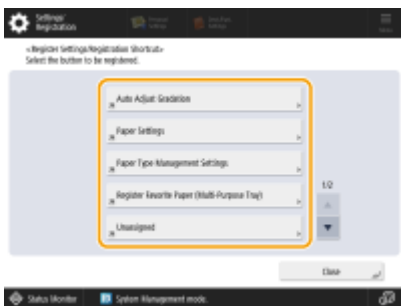 Settings/
Registration
<Register Settings/Registration Shortcut>
Select the button to be registered.
Auto Adjust Gradation
Paper Settings
Paper Type Management Settings
Register Favorite Paper (Multi-Purpose Tray)
Unassigned
1/2
Close
Status Monitor
System Management mode.